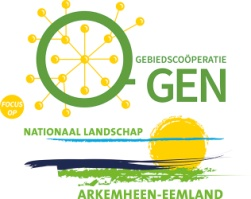 GEBIEDSCOÖPERATIE
O-GEN
FOCUS
OP
NATIONAAL LANDSCHAP
ARKEMHEEN-EEMLAND